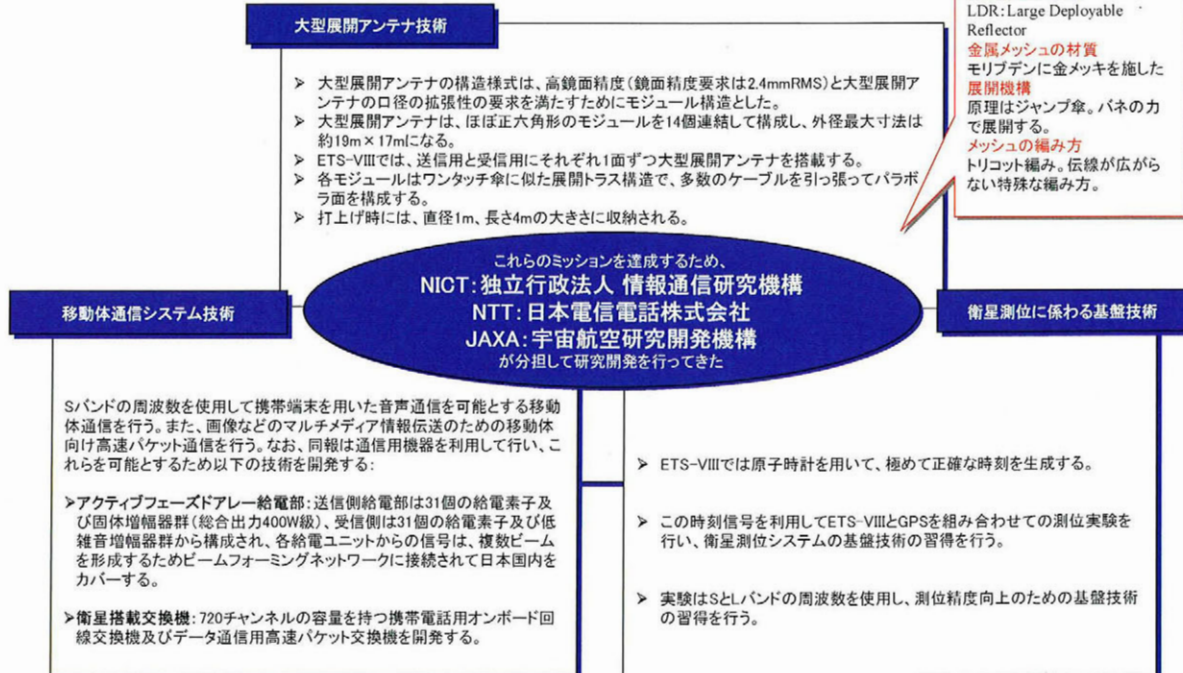 大型展開アンテナ技術
➢ 大型展開アンテナの構造様式は、高鏡面精度(鏡面精度要求は2.4mmRMS)と大型展開ア
ンテナの口径の拡張性の要求を満たすためにモジュール構造とした。
➢ 大型展開アンテナは、ほぼ正六角形のモジュールを14個連結して構成し、外径最大寸法は
約19m×17mになる。
➢ ETS-VIIIでは、送信用と受信用にそれぞれ1面ずつ大型展開アンテナを搭載する。
➢ 各モジュールはワンタッチ傘に似た展開トラス構造で、多数のケーブルを引っ張ってパラボ
ラ面を構成する。
➢ 打上げ時には、直径1m、長さ4mの大きさに収納される。
LDR:Large Deployable
Reflector
金属メッシュの材質
モリブデンに金メッキを施した
展開機構
原理はジャンプ傘。バネの力
で展開する。
メッシュの編み方
トリコット編み。伝線が広がら
ない特殊な編み方。
これらのミッションを達成するため、
NICT:独立行政法人 情報通信研究機構
NTT:日本電信電話株式会社
JAXA:宇宙航空研究開発機構
が分担して研究開発を行ってきた
移動体通信システム技術
Sバンドの周波数を使用して携帯端末を用いた音声通信を可能とする移動
体通信を行う。また、画像などのマルチメディア情報伝送のための移動体
向け高速パケット通信を行う。なお、同報は通信用機器を利用して行い、こ
れらを可能とするため以下の技術を開発する:
➢アクティブフェーズドアレー給電部:送信側給電部は31個の給電素子及
び固体増幅器群(総合出力400W級)、受信側は31個の給電素子及び低
雑音増幅器群から構成され、各給電ユニットからの信号は、複数ビーム
を形成するためビームフォーミングネットワークに接続されて日本国内を
カバーする。
➢衛星搭載交換機:720チャンネルの容量を持つ携帯電話用オンボード回
線交換機及びデータ通信用高速パケット交換機を開発する。
衛星測位に係わる基盤技術
➢ ETS-VIIIでは原子時計を用いて、極めて正確な時刻を生成する。
➢ この時刻信号を利用してETS-VIIIとGPSを組み合わせての測位実験を
行い、衛星測位システムの基盤技術の習得を行う。
➢ 実験はSとLバンドの周波数を使用し、測位精度向上のための基盤技術
の習得を行う。